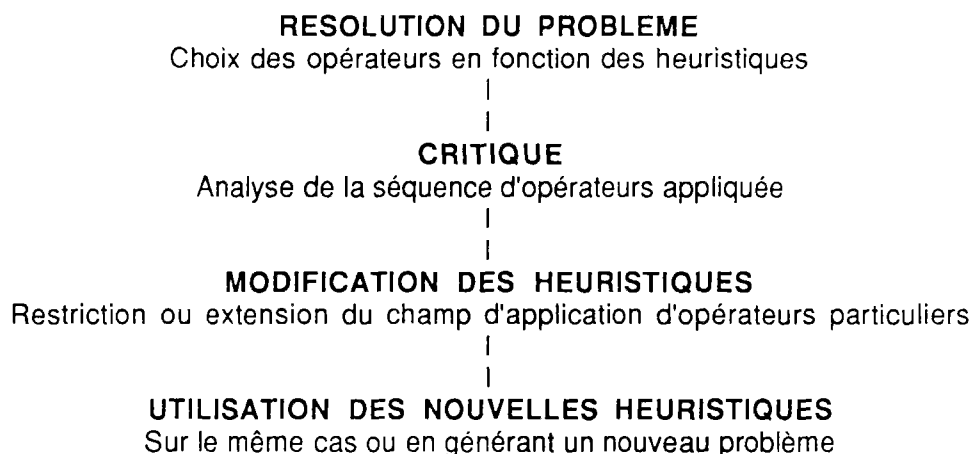 RESOLUTION DU PROBLEME
Choix des opérateurs en fonction des heuristiques
CRITIQUE
Analyse de la séquence d'opérateurs appliquée
MODIFICATION DES HEURISTIQUES
Restriction ou extension du champ d'application d'opérateurs particuliers
UTILISATION DES NOUVELLES HEURISTIQUES
Sur le même cas ou en générant un nouveau problème